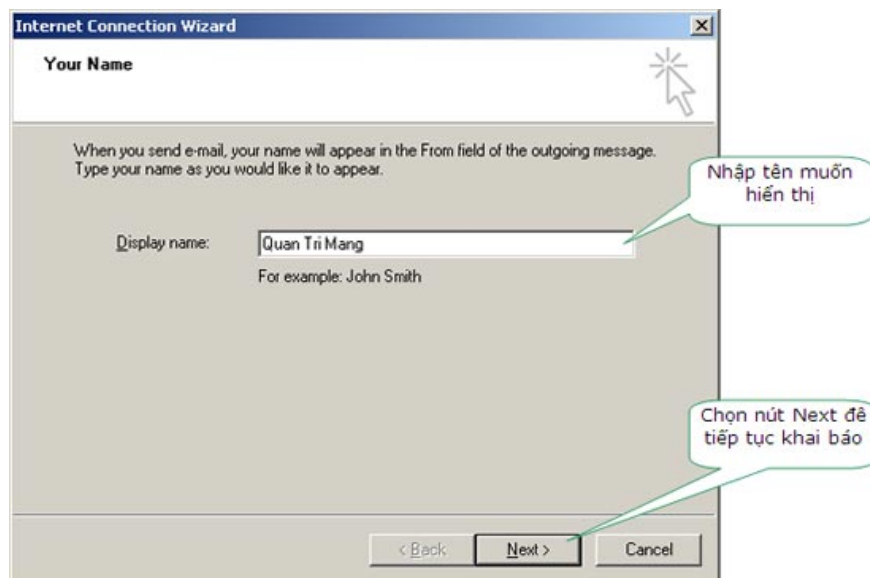 Internet Connection Wizard
Your Name
When you send e-mail, your name will appear in the From field of the outgoing message.
Type your name as you would like it to appear.
Nhập tên muốn
hiển thị
Display name:
Quan Tri Mang
For example: John Smith
Chọn nút Next để
tiếp tục khai báo
< Back
Next >
Cancel